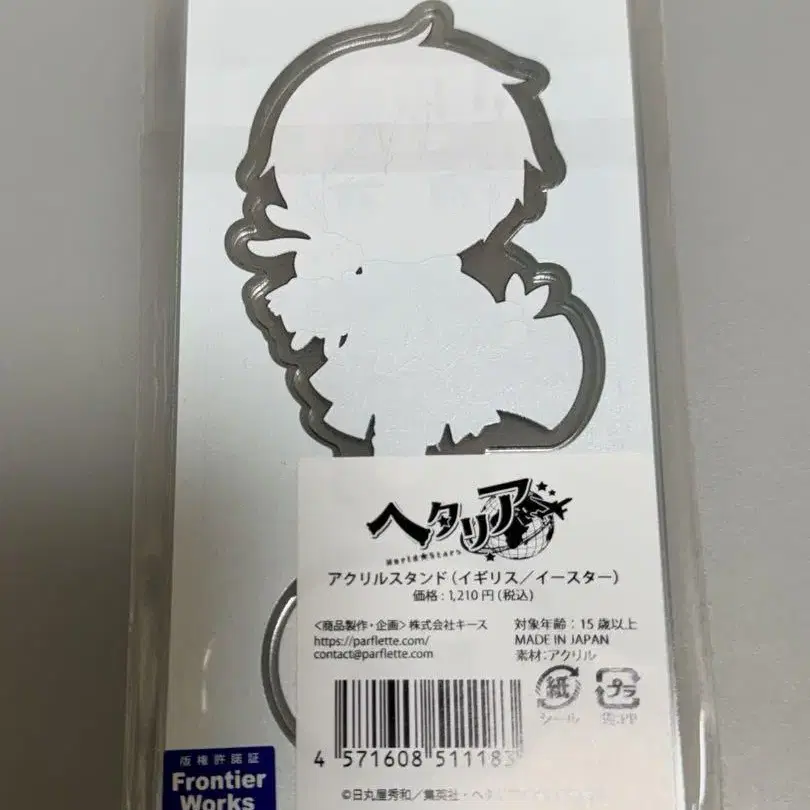 ヘタリア
World★Stars
アクリルスタンド(イギリス/イースター)
価格:1,210円(税込)
<商品製作・企画>株式会社キース
https://parflette.com/
contact@parflette.com
対象年齢:15歳以上
MADE IN JAPAN
素材:アクリル
紙
シール
プラ
4 571608 511183
版権許諾証
Frontier
Works
©日丸屋秀和/集英社・ヘタリア